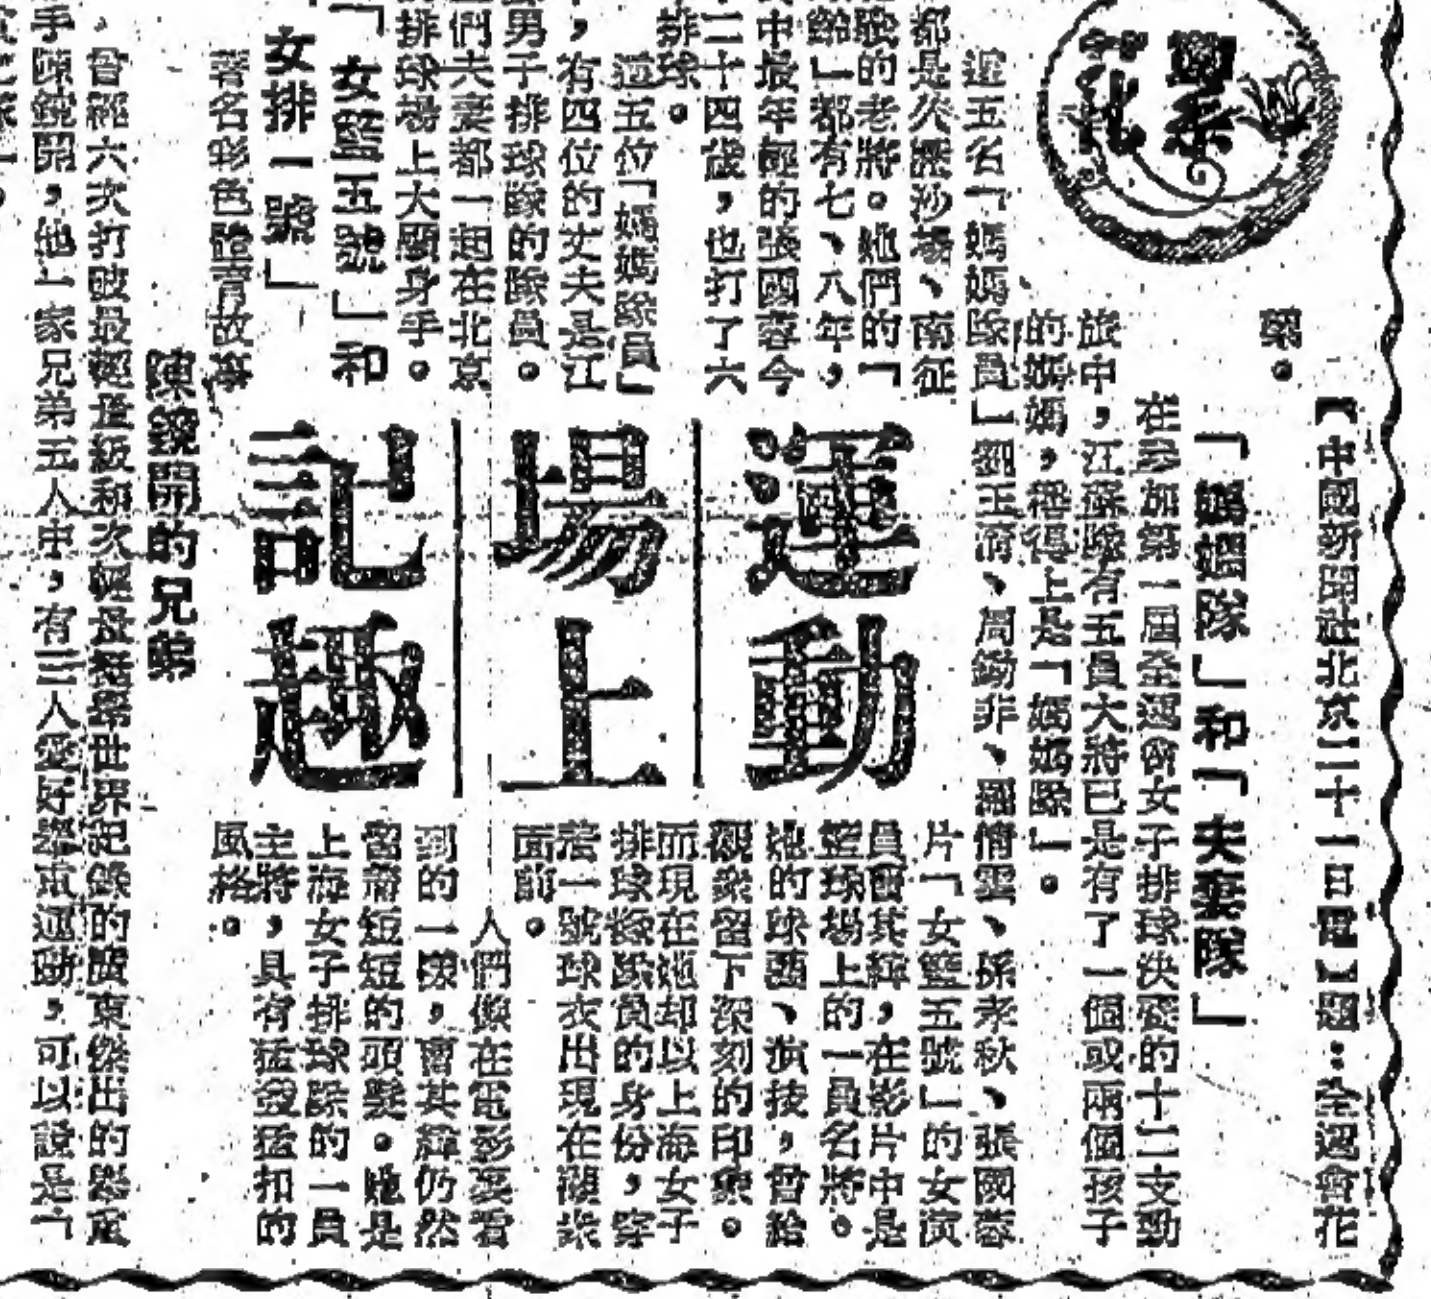 【中國新聞社北京二十一日電】題：全運會花
絮。
「媽媽隊」和「夫妻隊」
在參加第一屆全運會女子排球決賽的十二支勁
旅中，江蘇隊有五員大將已是有了一個或兩個孩子
的媽媽，稱得上是「媽媽隊」。
這五名「媽媽隊員」劉玉清、周錫非、羅惰雲、孫孝秋、張國蓉
都是久歷沙場、南征
戰的老將。她們的「
齡」都有七、八年，
中最年輕的張國蓉今
二十四歲，也打了六
排球。
這五位「媽媽隊員」
，有四位的丈夫是江
男子排球隊的隊員。
們夫妻都一起在北京
排球場上大顯身手。
運動
場上
記趣
「女籃五號」和
「女排一號」
著名彩色體育故事
片「女籃五號」的女演
員曹其緯，在影片中是
籃球場上的一員名將。
她的球藝、演技，曾給
觀衆留下深刻的印象。
而現在她却以上海女子
排球隊隊員的身份，穿
着一號球衣出現在觀衆
面前。
人們像在電影裏看
到的一樣，曹其緯仍然
留着短短的頭髮。她是
上海女子排球隊的一員
主將，具有猛發猛扣的
風格。
陳鏡開的兄弟
曾經六次打破最輕量級和次輕量級挺舉世界紀錄的廣東傑出的舉重
手陳鏡開，他一家兄弟五人中，有三人愛好舉重運動，可以說是「